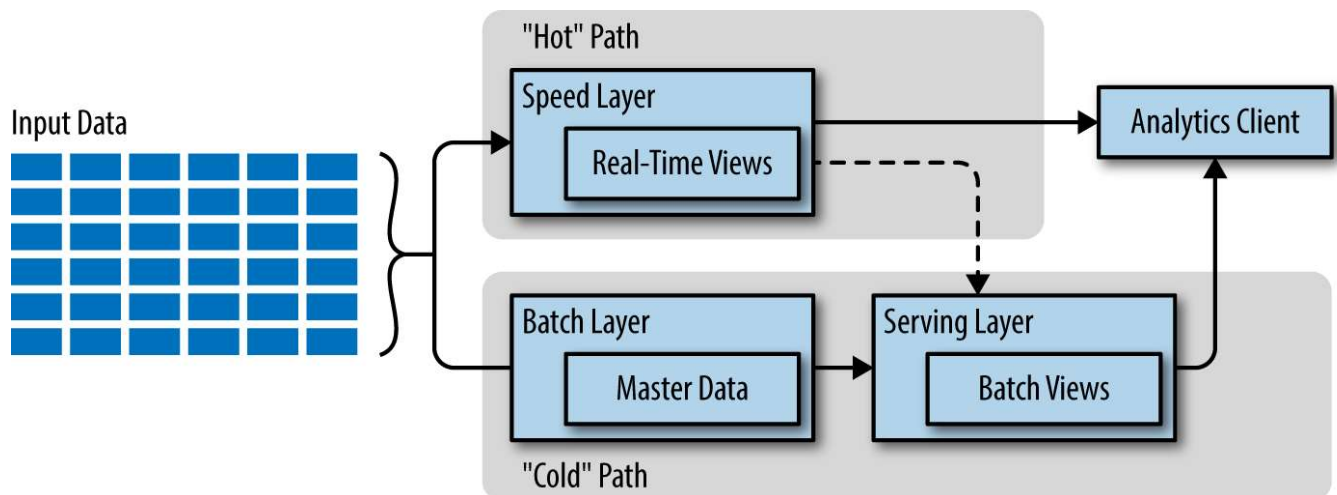 "Hot" Path
Speed Layer
Real-Time Views
Analytics Client
Input Data
Batch Layer
Master Data
Serving Layer
Batch Views
"Cold" Path